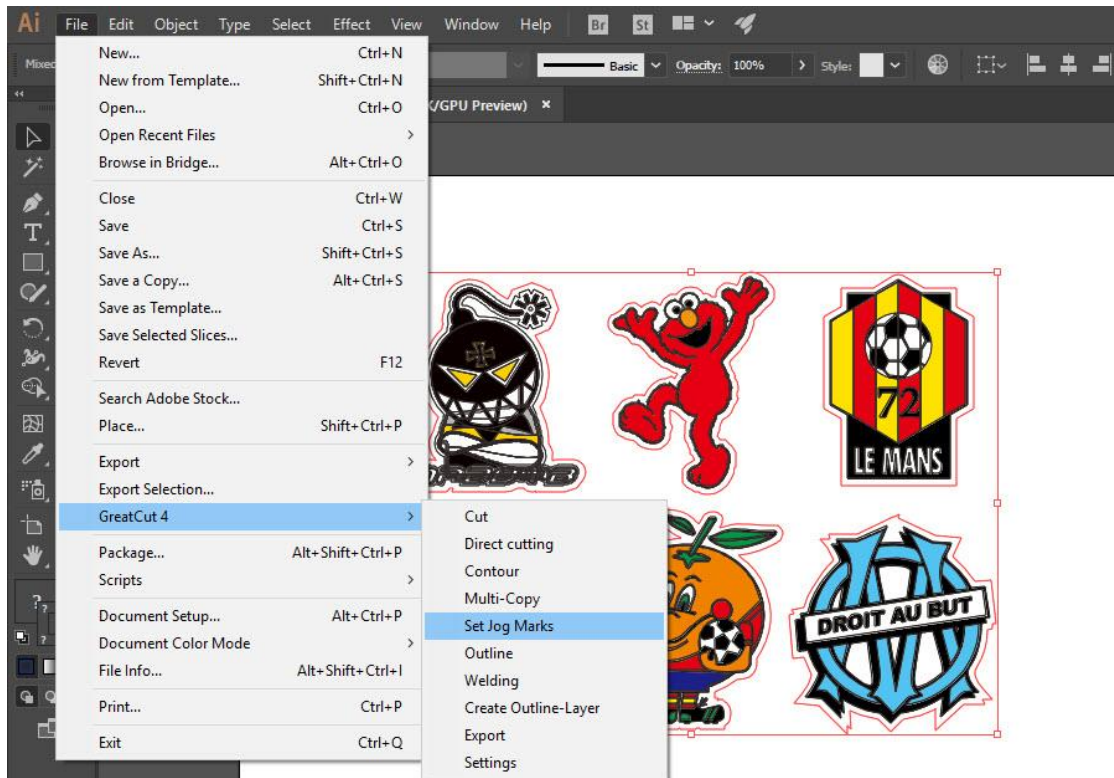 Ai File Edit Object Type Select Effect View Window Help Br St
Basic Opacity: 100% Style:
/GPU Preview) ×
New... Ctrl+N
New from Template... Shift+Ctrl+N
Open... Ctrl+O
Open Recent Files
Browse in Bridge... Alt+Ctrl+O
Close Ctrl+W
Save Ctrl+S
Save As... Shift+Ctrl+S
Save a Copy... Alt+Ctrl+S
Save as Template...
Save Selected Slices...
Revert F12
Search Adobe Stock...
Place... Shift+Ctrl+P
Export
Export Selection...
GreatCut 4
Package... Alt+Shift+Ctrl+P
Scripts
Document Setup... Alt+Ctrl+P
Document Color Mode
File Info... Alt+Shift+Ctrl+I
Print... Ctrl+P
Exit Ctrl+Q
Cut
Direct cutting
Contour
Multi-Copy
Set Jog Marks
Outline
Welding
Create Outline-Layer
Export
Settings
72
LE MANS
DROIT AU BUT